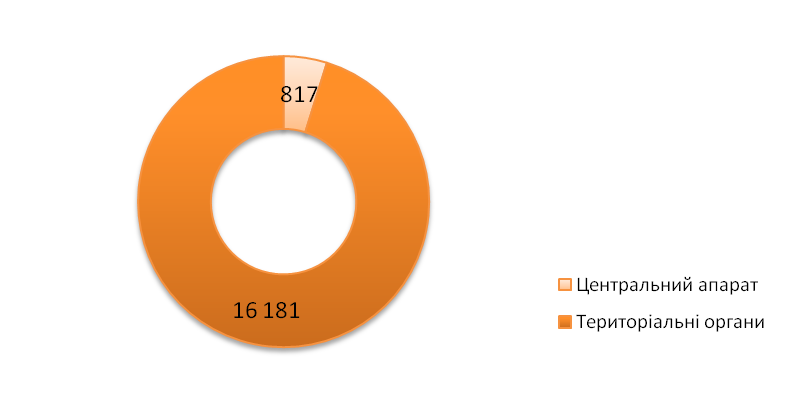 817
16 181
Центральний апарат
Територіальні органи